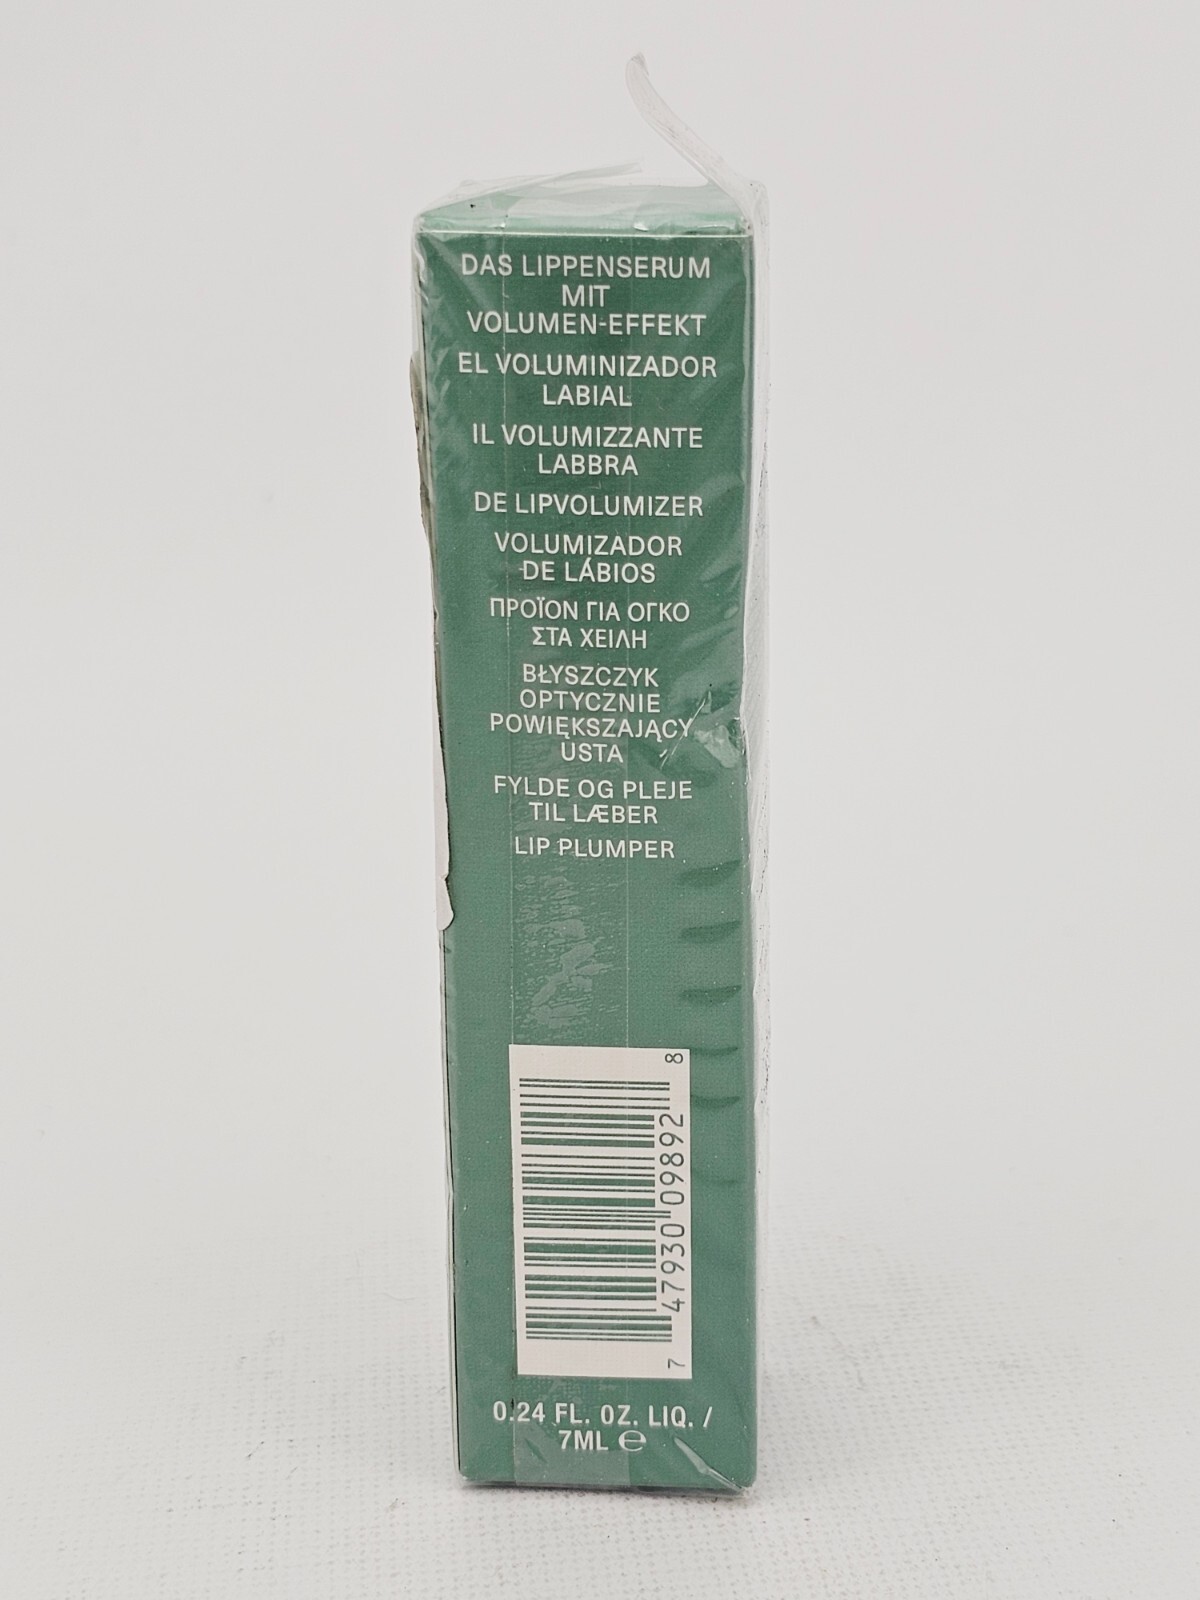 DAS LIPPENSERUM
MIT
VOLUMEN-EFFEKT
EL VOLUMINIZADOR
LABIAL
IL VOLUMIZZANTE
LABBRA
DE LIPVOLUMIZER
VOLUMIZADOR
DE LÁBIOS
ΠΡΟΪΟΝ ΓΙΑ ΟΓΚΟ
ΣΤΑ ΧΕΙΛΗ
BŁYSZCZYK
OPTYCZNIE
POWIĘKSZAJĄCY
USTA
FYLDE OG PLEJE
TIL LÆBER
LIP PLUMPER
7 47930 09892 8
0.24 FL. OZ. LIQ. /
7ML ℮